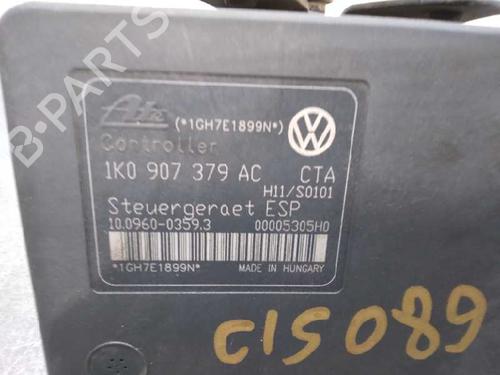 Ate (*1GH7E1899N*)
Controller
1K0 907 379 AC CTA
H11/S0101
Steuergeraet ESP
10.0960-0359.3 00005305H0
*1GH7E1899N* MADE IN HUNGARY
C15089
B-PARTS